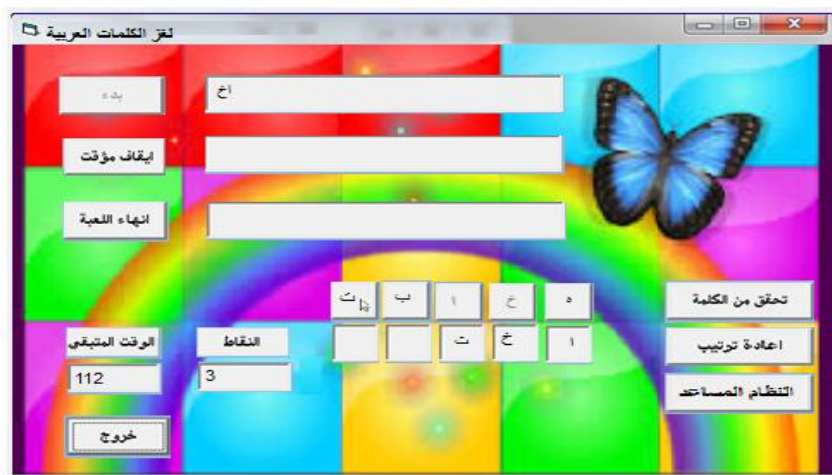 لغز الكلمات العربية
بدء
اخ
ايقاف مؤقت
انهاء اللعبة
ه خ ا ب ت
تحقق من الكلمة
ا خ ت
الوقت المتبقي
النقاط
اعادة ترتيب
112
3
النظام المساعد
خروج